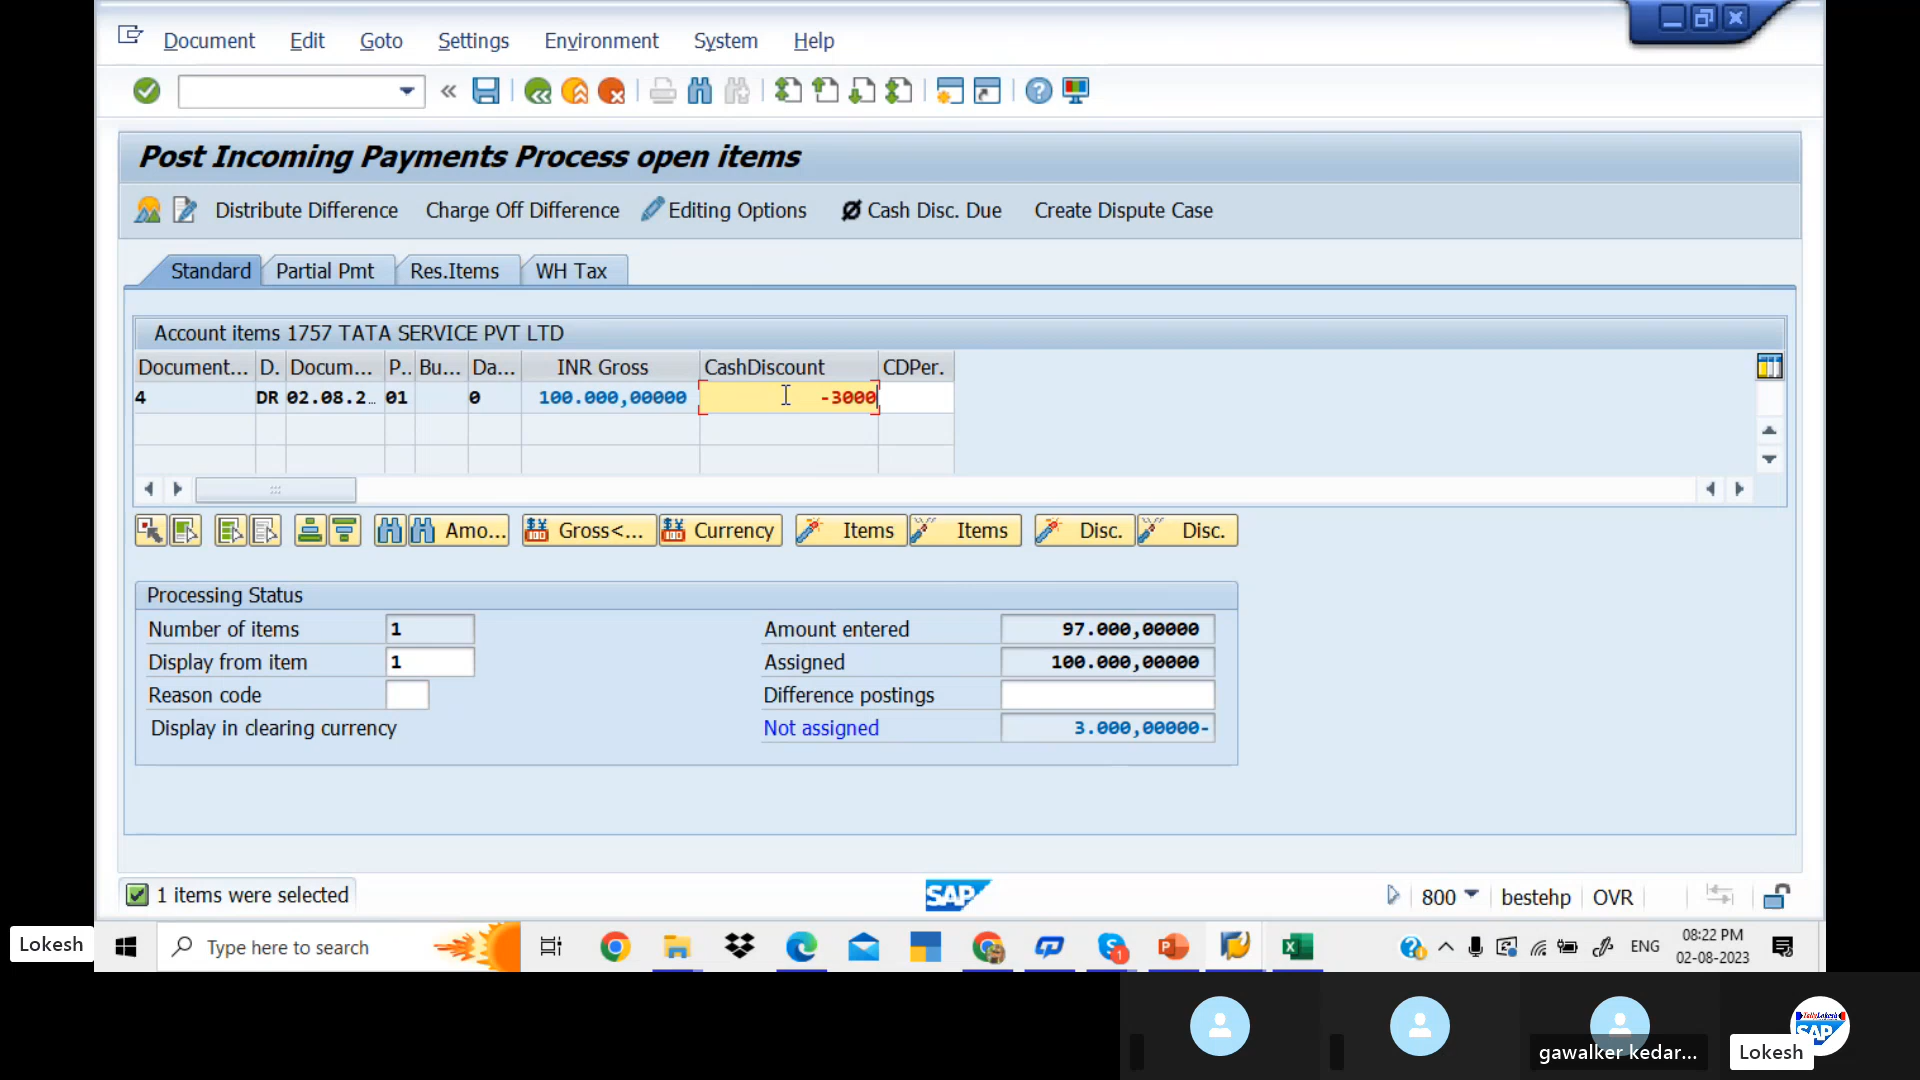 Document Edit Goto Settings Environment System Help
Post Incoming Payments Process open items
Distribute Difference Charge Off Difference Editing Options Cash Disc. Due Create Dispute Case
Standard Partial Pmt Res.Items WH Tax
Account items 1757 TATA SERVICE PVT LTD
Document... D. Docum... P.. Bu... Da... INR Gross CashDiscount CDPer.
4 DR 02.08.2... 01 0 100.000,00000 -3000
Amo... Gross<... Currency Items Items Disc. Disc.
Processing Status
Number of items 1 Amount entered 97.000,00000
Display from item 1 Assigned 100.000,00000
Reason code Difference postings
Display in clearing currency Not assigned 3.000,00000-
1 items were selected SAP 800 bestehp OVR
Lokesh Type here to search ENG 08:22 PM
02-08-2023
SAP
gawalker kedar... Lokesh